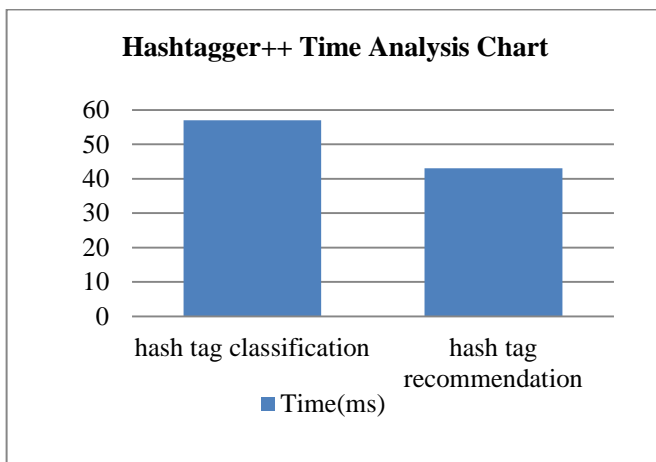 Hashtagger++ Time Analysis Chart
60
50
40
30
20
10
0
hash tag classification
hash tag
recommendation
Time(ms)